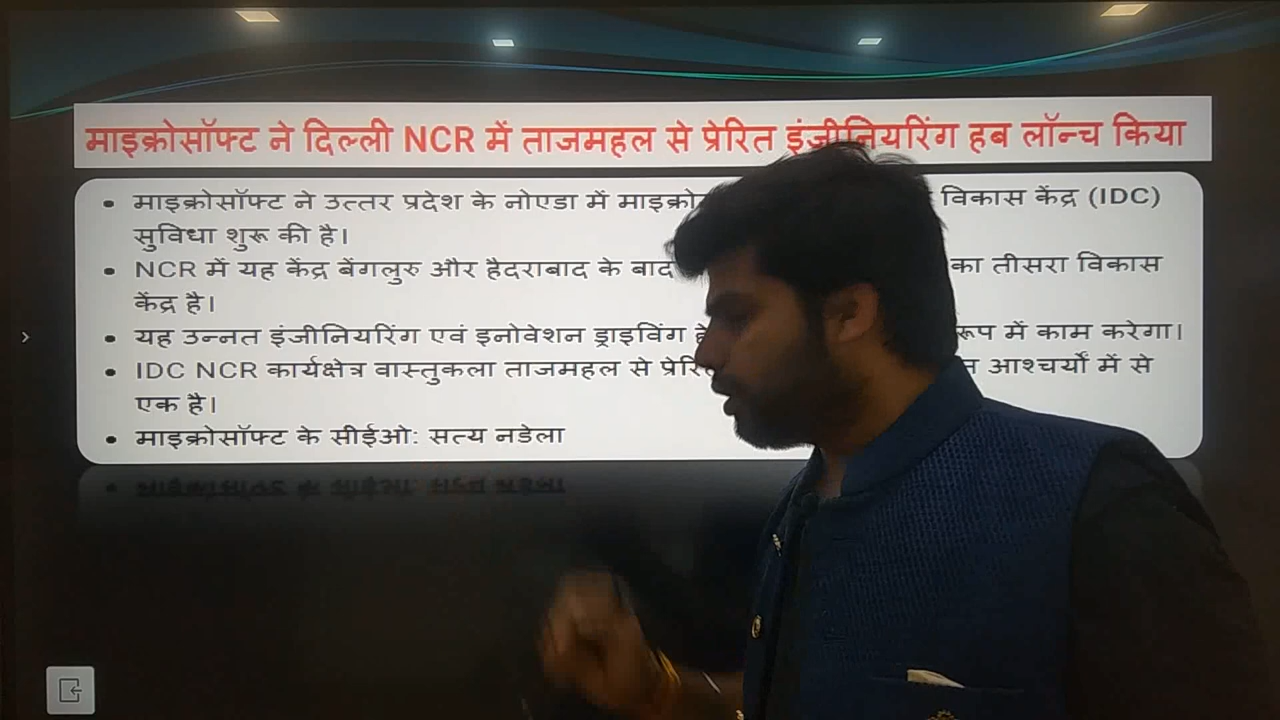 माइक्रोसॉफ्ट ने दिल्ली NCR में ताजमहल से प्रेरित इंजीनियरिंग हब लॉन्च किया
माइक्रोसॉफ्ट ने उत्तर प्रदेश के नोएडा में विकास केंद्र (IDC)
सुविधा शुरू की है।
NCR में यह केंद्र बेंगलुरु और हैदराबाद के बाद का तीसरा विकास
केंद्र है।
यह उन्नत इंजीनियरिंग एवं इनोवेशन ड्राइविंग रूप में काम करेगा।
IDC NCR कार्यक्षेत्र वास्तुकला ताजमहल से आश्चर्यों में से
एक है।
माइक्रोसॉफ्ट के सीईओ: सत्य नडेला